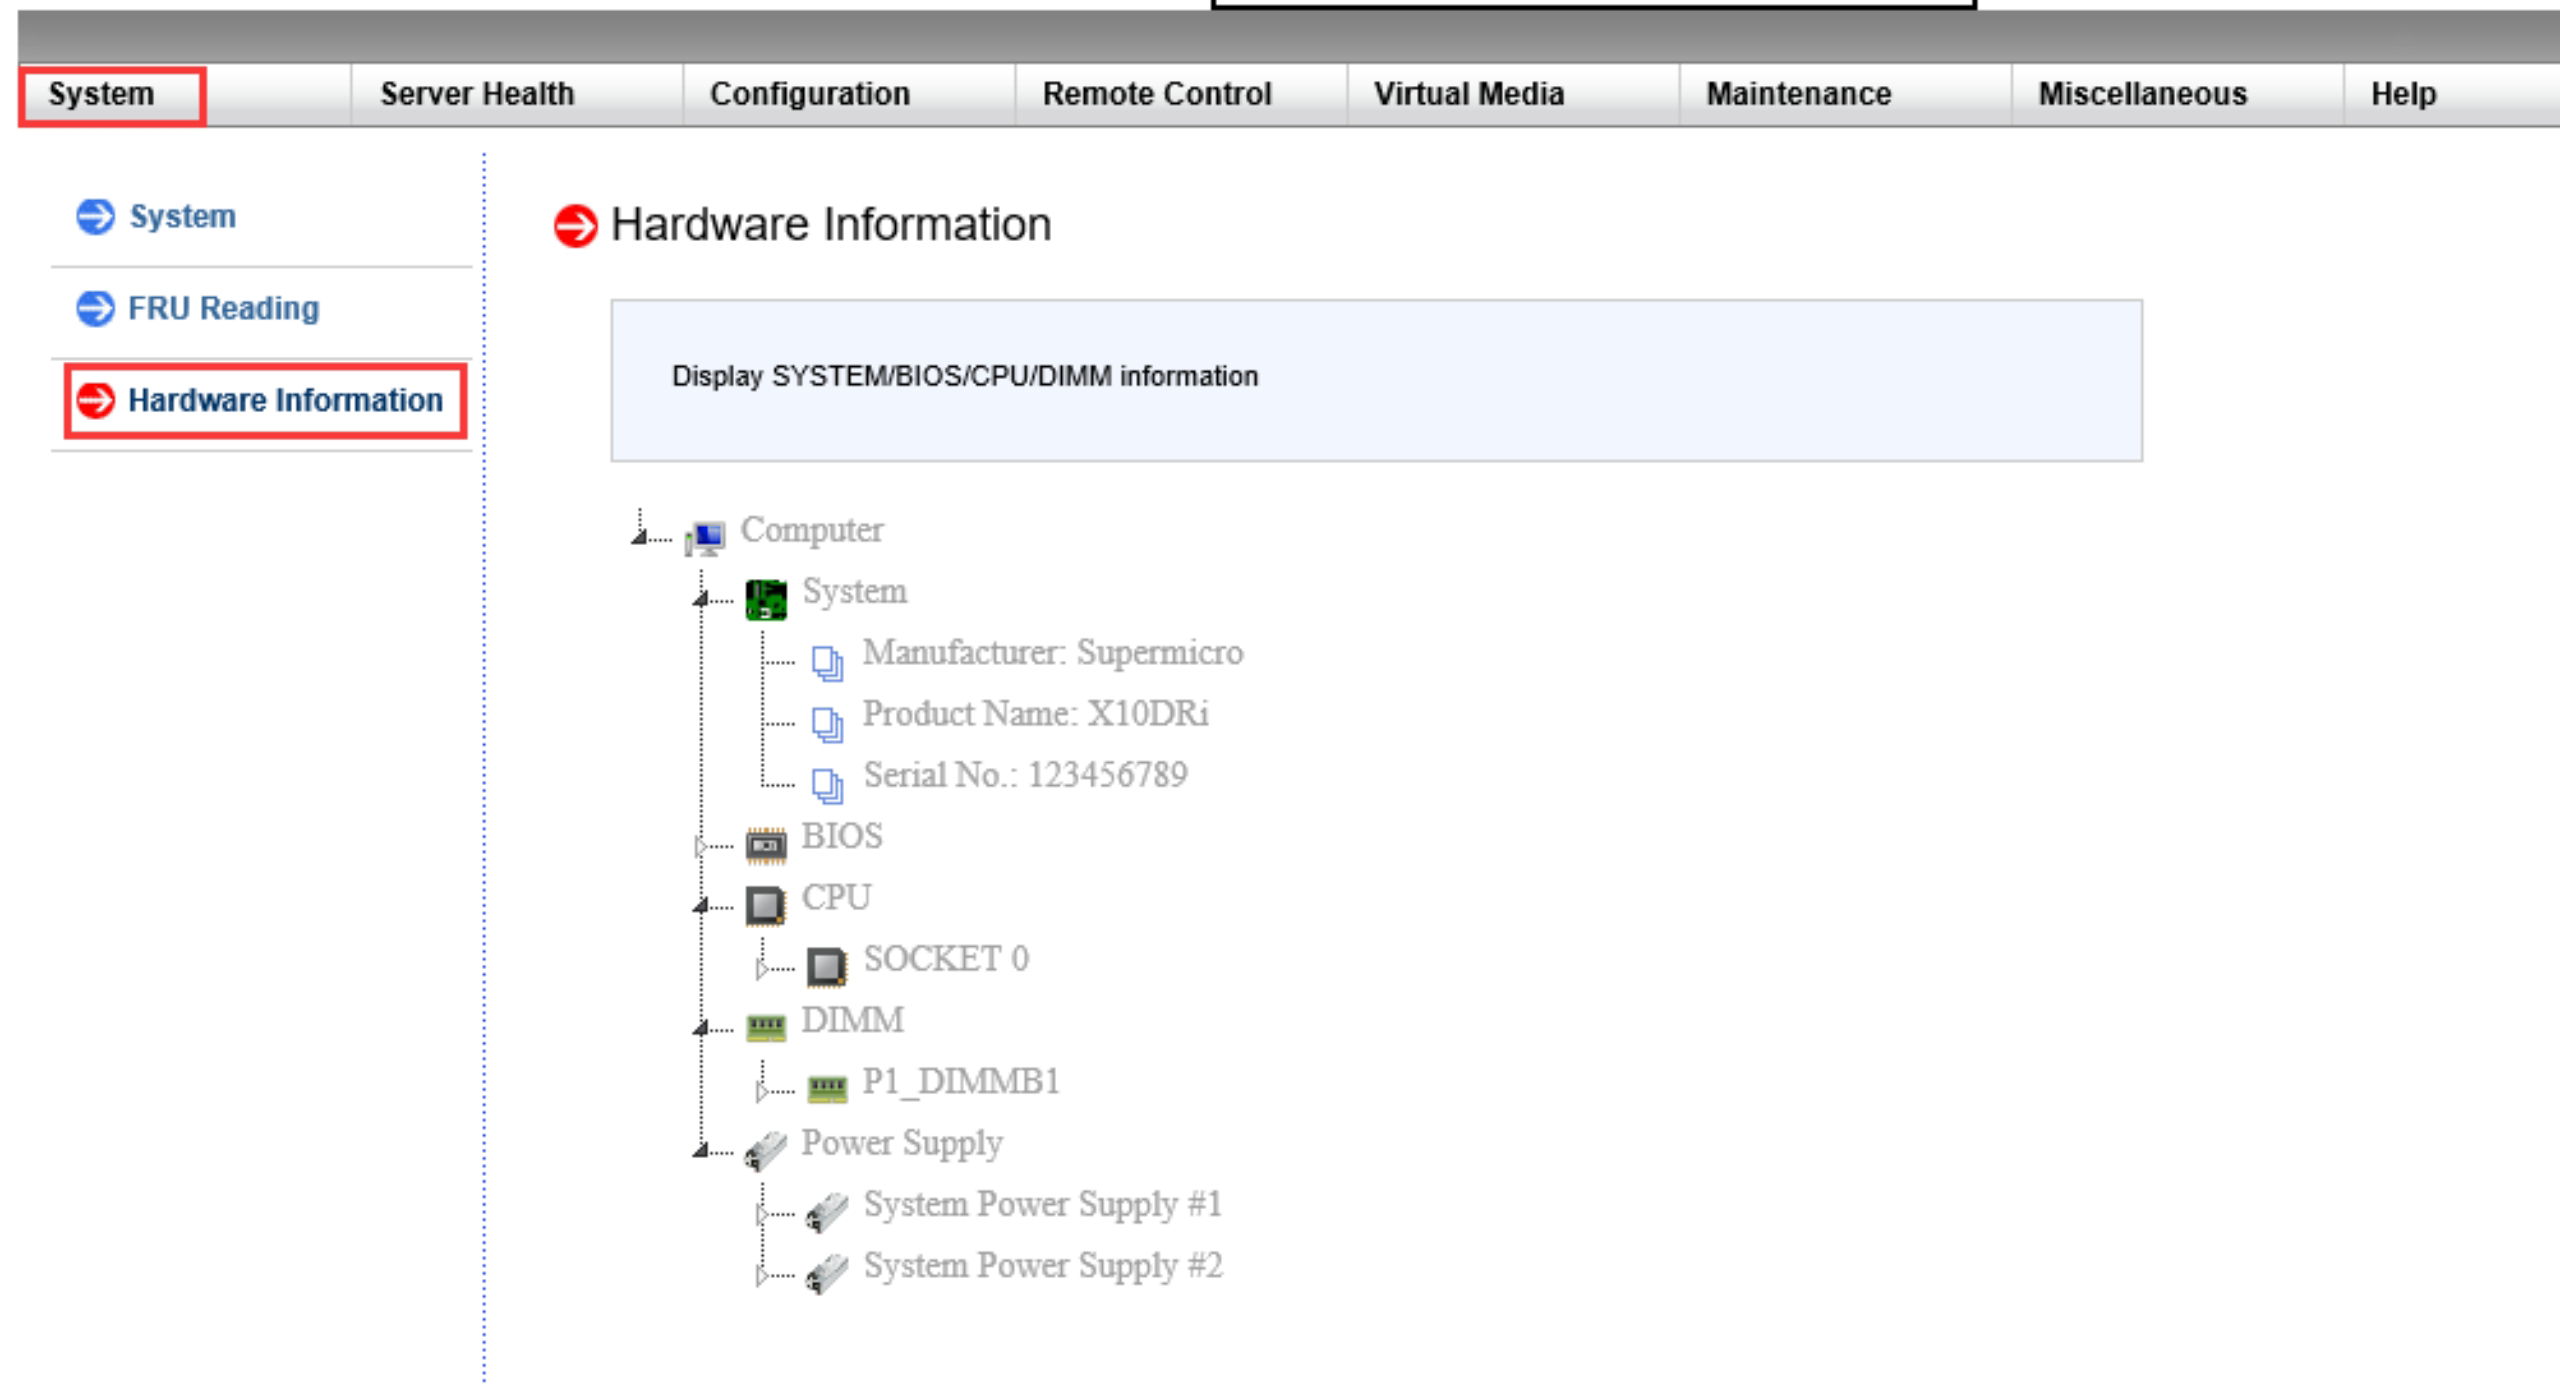 System Server Health Configuration Remote Control Virtual Media Maintenance Miscellaneous Help
System
FRU Reading
Hardware Information
Hardware Information
Display SYSTEM/BIOS/CPU/DIMM information
Computer
System
Manufacturer: Supermicro
Product Name: X10DRi
Serial No.: 123456789
BIOS
CPU
SOCKET 0
DIMM
P1_DIMMB1
Power Supply
System Power Supply #1
System Power Supply #2